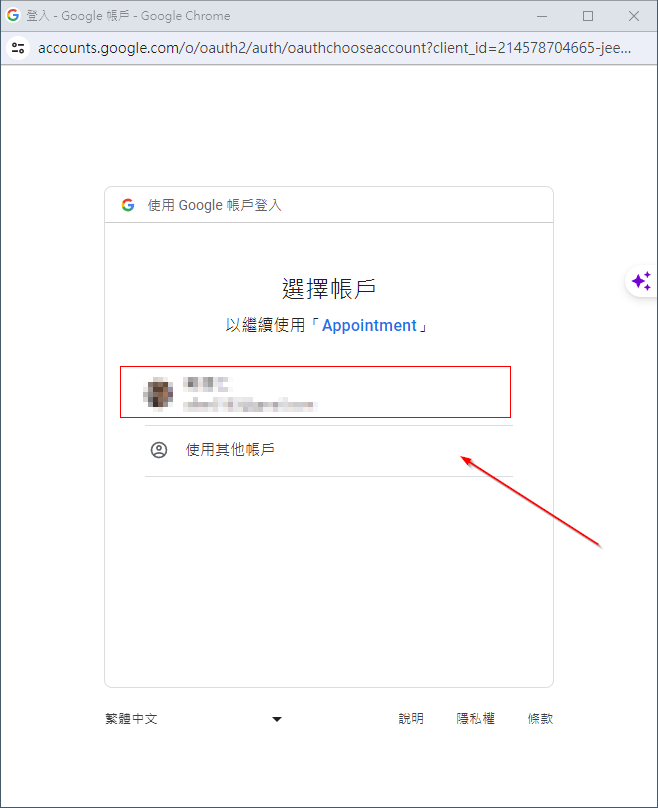 登入 - Google 帳戶 - Google Chrome
accounts.google.com/o/oauth2/auth/oauthchooseaccount?client_id=214578704665-jee...
使用 Google 帳戶登入
選擇帳戶
以繼續使用「Appointment」
使用其他帳戶
繁體中文
說明
隱私權
條款